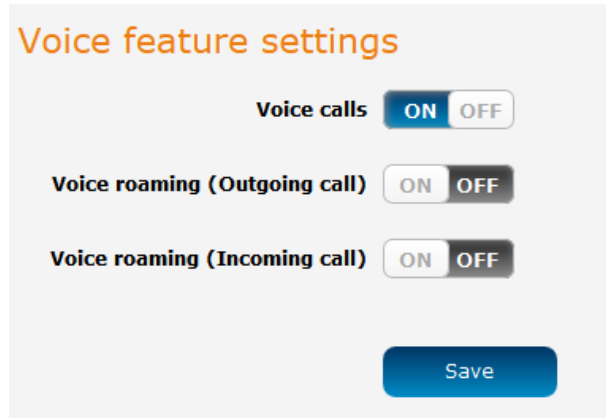 Voice feature settings
Voice calls ON OFF
Voice roaming (Outgoing call) ON OFF
Voice roaming (Incoming call) ON OFF
Save